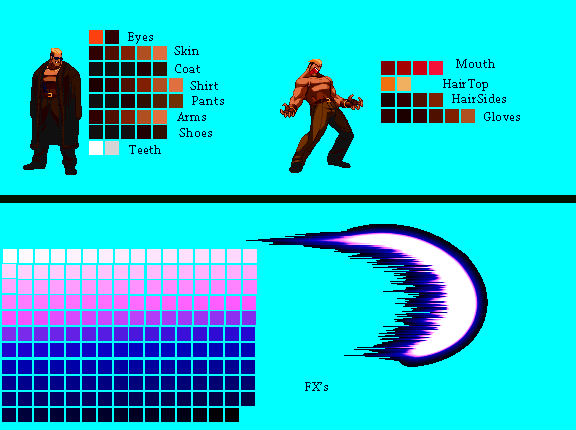 Eyes
Skin
Coat
Shirt
Pants
Arms
Shoes
Teeth
Mouth
HairTop
HairSides
Gloves
FX's